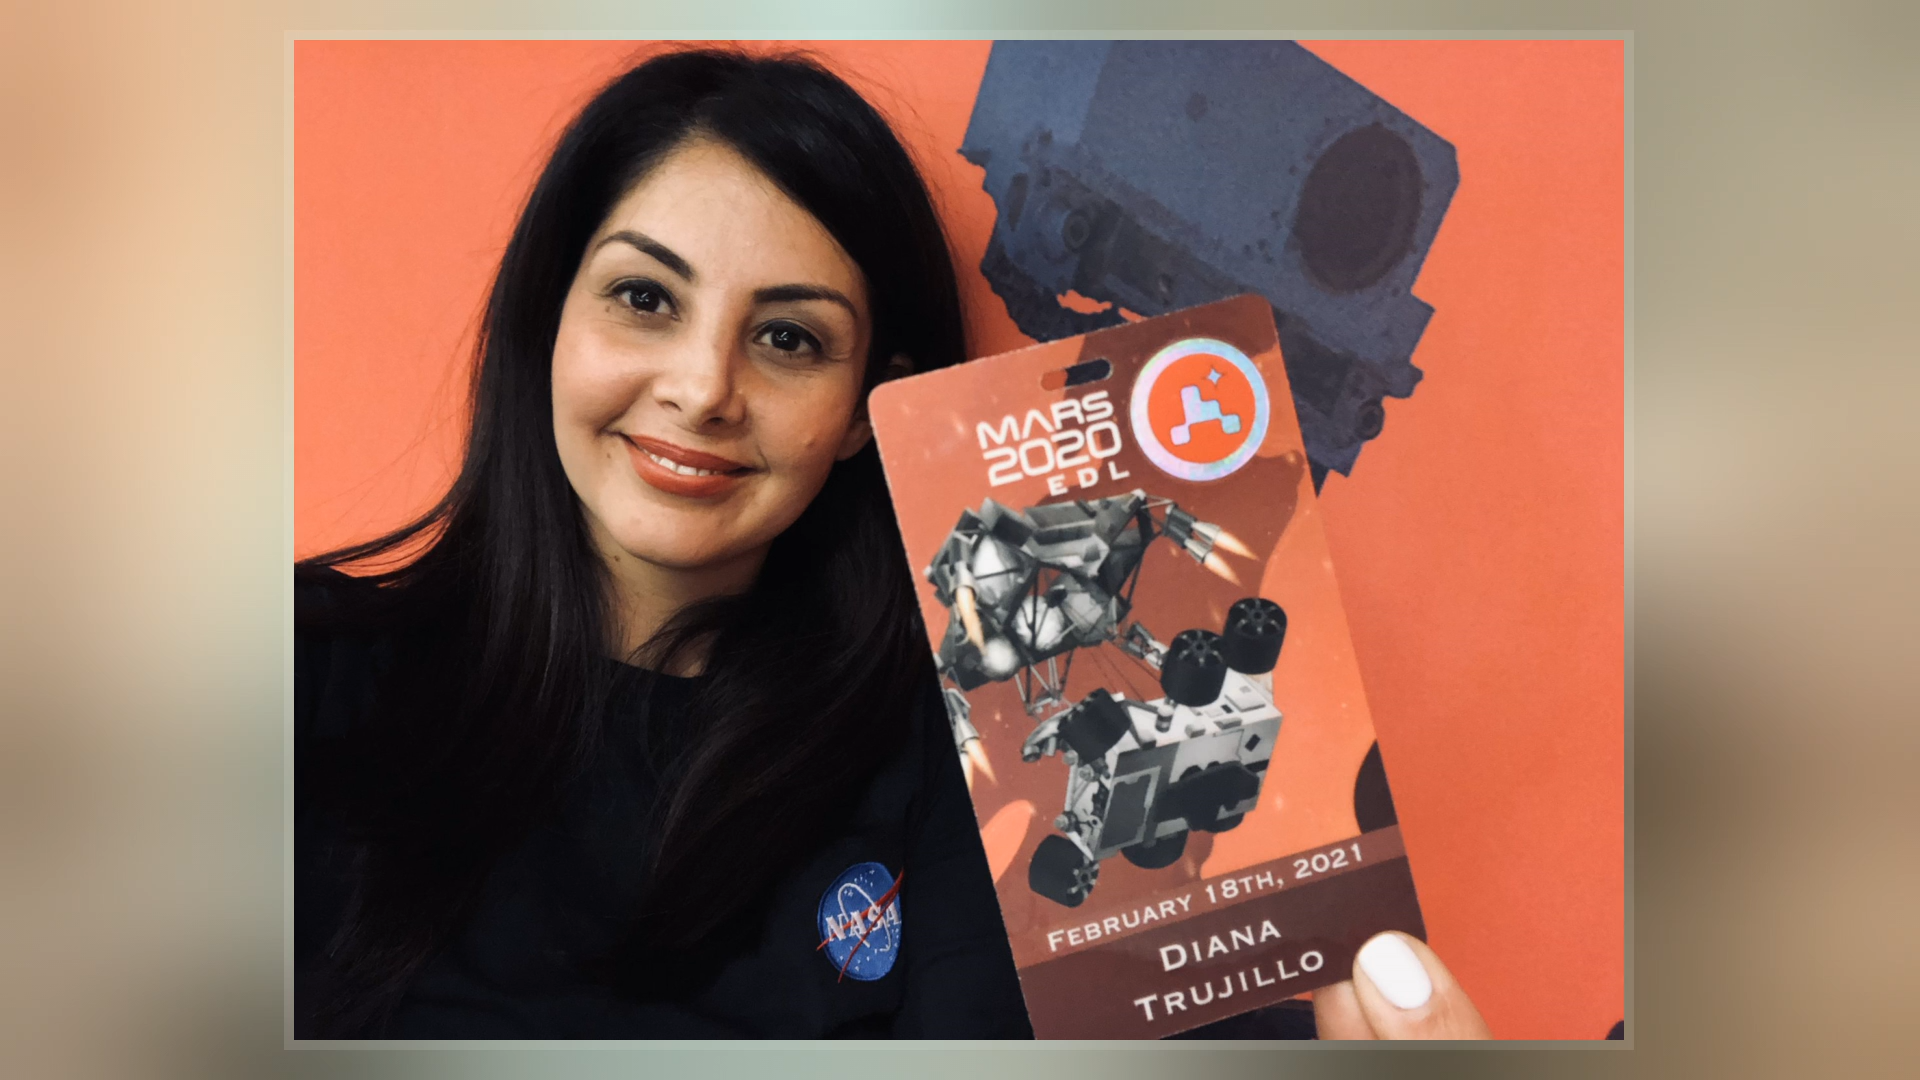 MARS
2020
EDL
FEBRUARY 18TH, 2021
DIANA
TRUJILLO
NASA